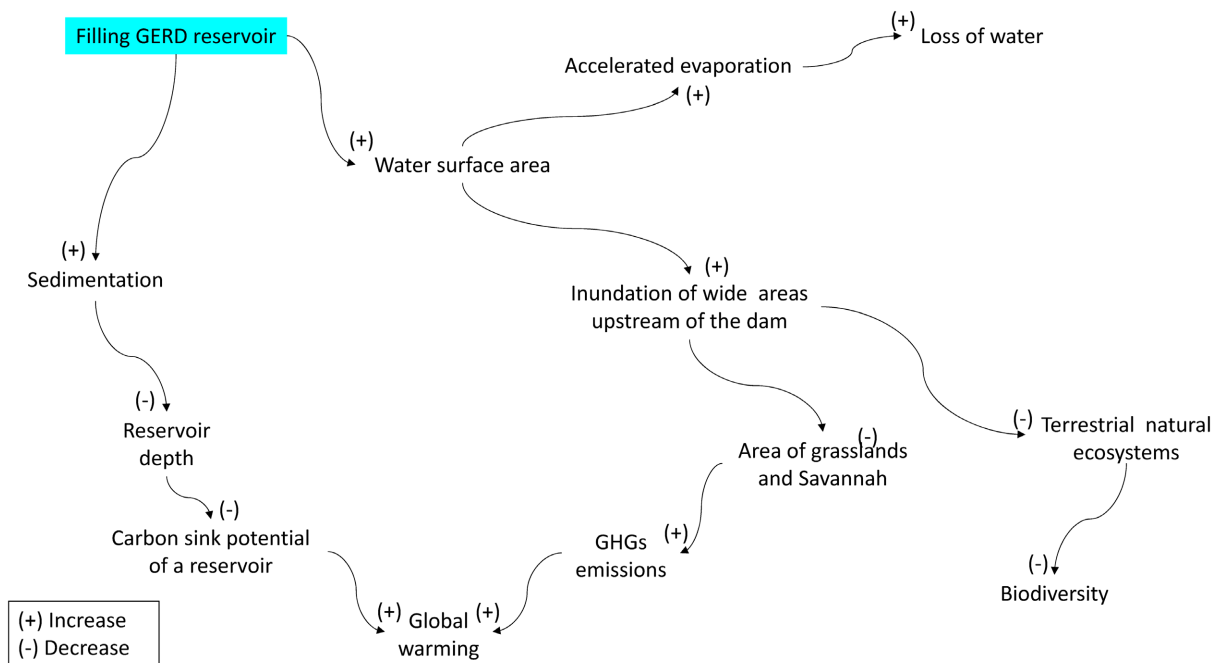 Filling GERD reservoir
(+)
Loss of water
Accelerated evaporation
(+)
(+)
Water surface area
(+)
Sedimentation
(+)
Inundation of wide areas
upstream of the dam
(-)
Reservoir
depth
(-)
Area of grasslands
and Savannah
(-)
Terrestrial natural
ecosystems
(-)
Carbon sink potential
of a reservoir
(+)
GHGs
emissions
(-)
Biodiversity
(+)
Global
warming
(+)
(+) Increase
(-) Decrease